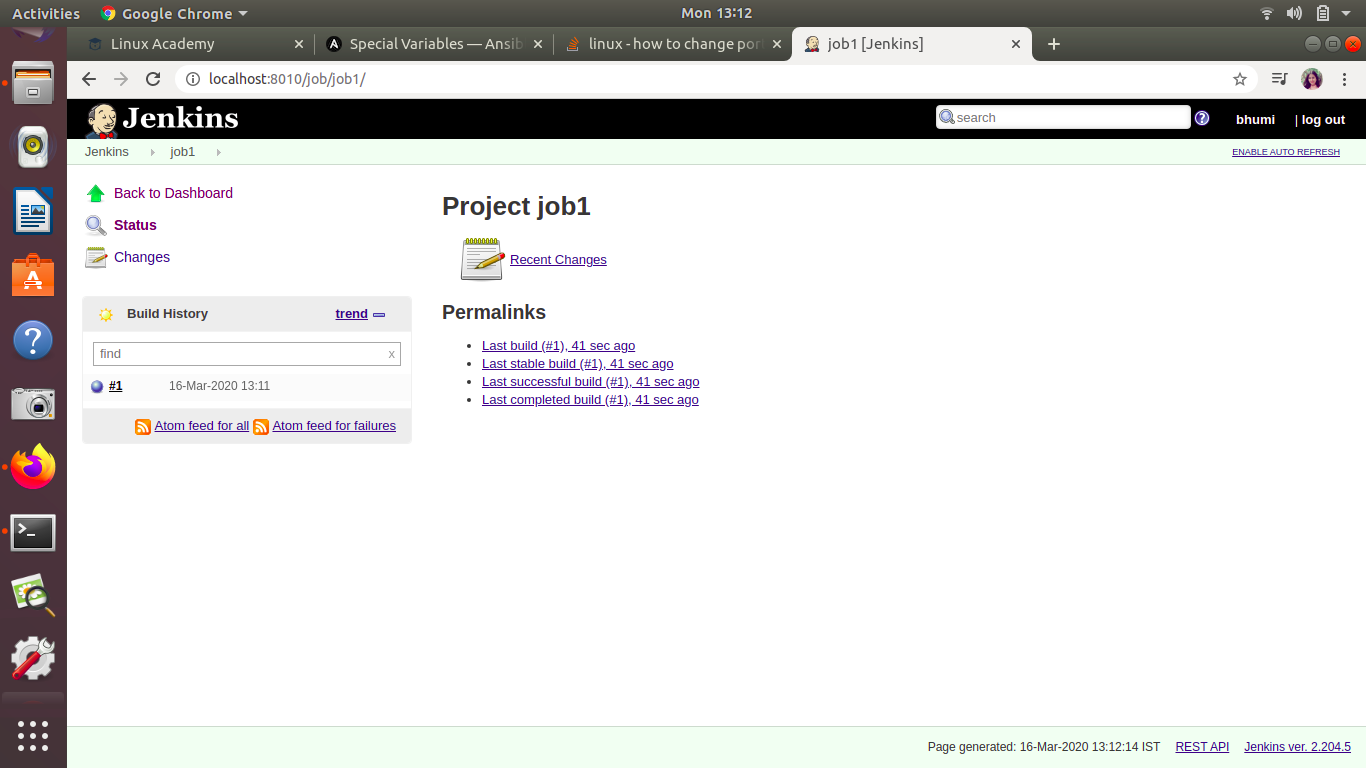 Activities Google Chrome Mon 13:12
Linux Academy Special Variables — Ansib linux - how to change por job1 [Jenkins]
localhost:8010/job/job1/
Jenkins search bhumi | log out
Jenkins job1 ENABLE AUTO REFRESH
Back to Dashboard
Status
Changes
Build History trend
find x
#1 16-Mar-2020 13:11
Atom feed for all Atom feed for failures
Project job1
Recent Changes
Permalinks
Last build (#1), 41 sec ago
Last stable build (#1), 41 sec ago
Last successful build (#1), 41 sec ago
Last completed build (#1), 41 sec ago
Page generated: 16-Mar-2020 13:12:14 IST REST API Jenkins ver. 2.204.5